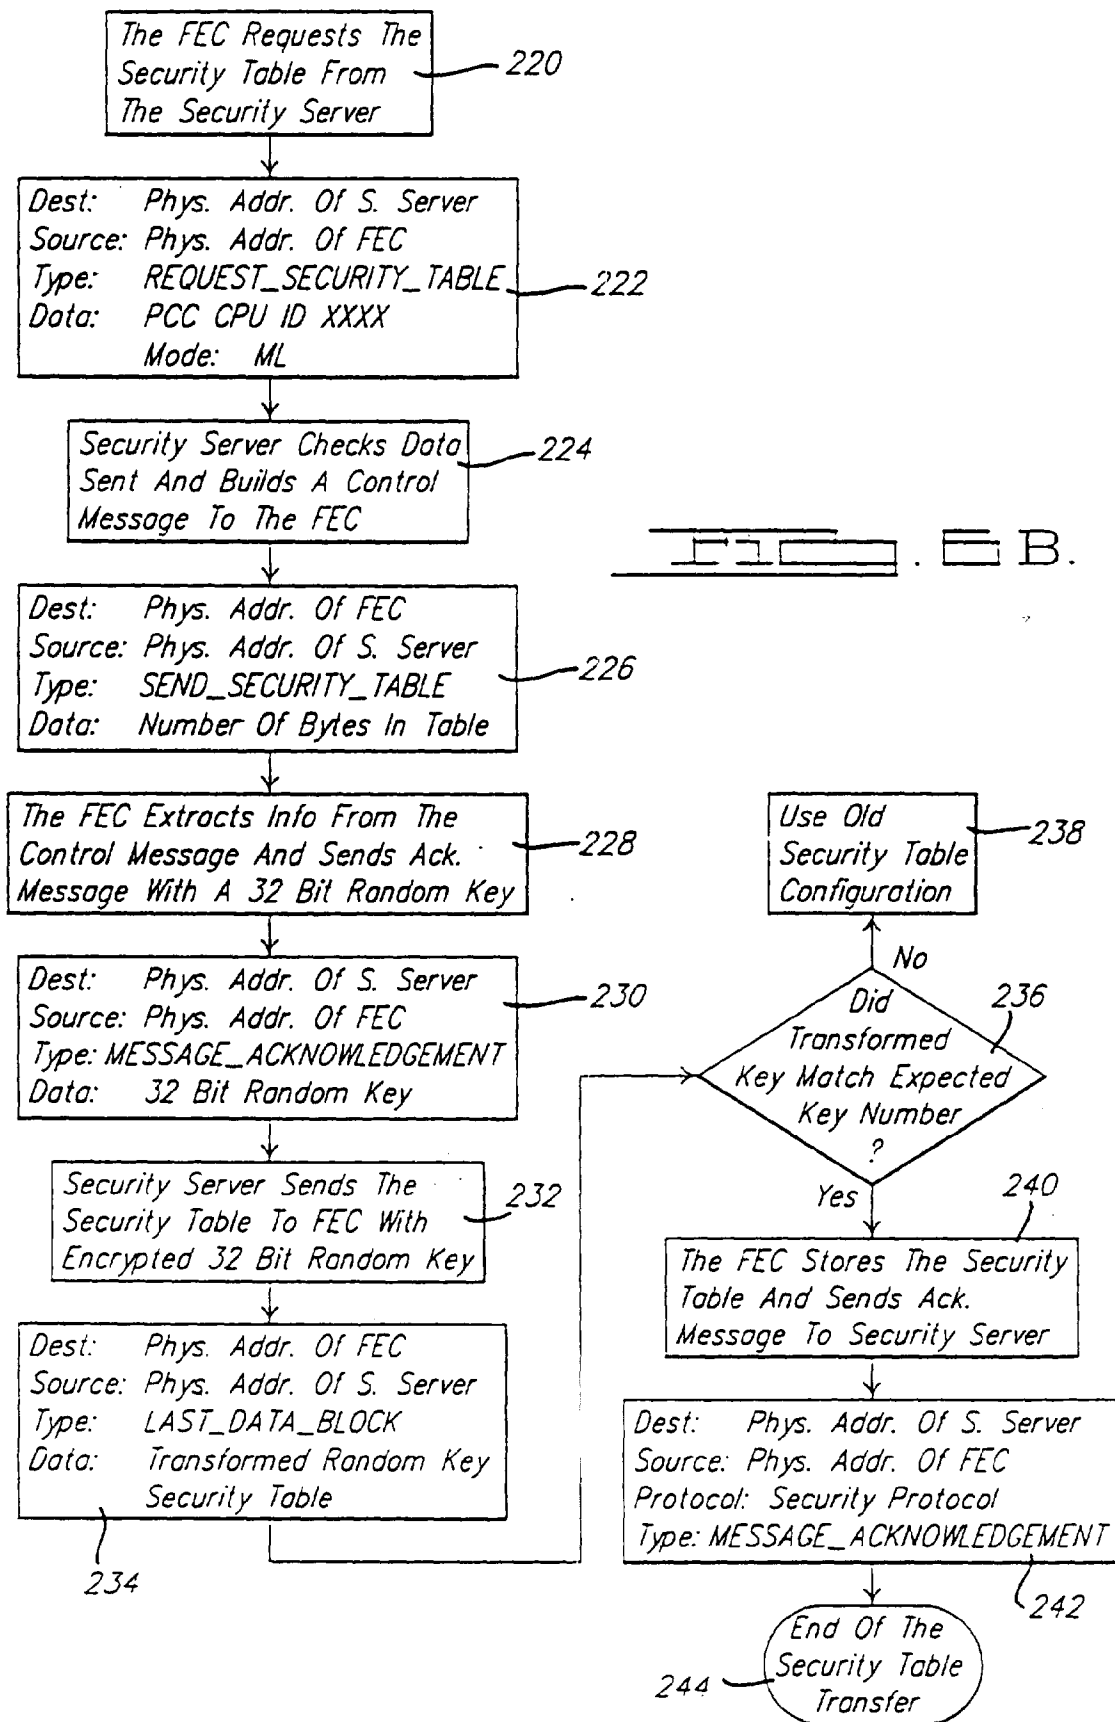 The FEC Requests The
Security Table From
The Security Server
220
Dest: Phys. Addr. Of S. Server
Source: Phys. Addr. Of FEC
Type: REQUEST_SECURITY_TABLE
Data: PCC CPU ID XXXX
Mode: ML
222
Security Server Checks Data
Sent And Builds A Control
Message To The FEC
224
Dest: Phys. Addr. Of FEC
Source: Phys. Addr. Of S. Server
Type: SEND_SECURITY_TABLE
Data: Number Of Bytes In Table
226
The FEC Extracts Info From The
Control Message And Sends Ack.
Message With A 32 Bit Random Key
228
Dest: Phys. Addr. Of S. Server
Source: Phys. Addr. Of FEC
Type: MESSAGE_ACKNOWLEDGEMENT
Data: 32 Bit Random Key
230
Security Server Sends The
Security Table To FEC With
Encrypted 32 Bit Random Key
232
Dest: Phys. Addr. Of FEC
Source: Phys. Addr. Of S. Server
Type: LAST_DATA_BLOCK
Data: Transformed Random Key
Security Table
234
FIG. 6B.
Use Old
Security Table
Configuration
238
No
Did
Transformed
Key Match Expected
Key Number
?
236
Yes
240
The FEC Stores The Security
Table And Sends Ack.
Message To Security Server
Dest: Phys. Addr. Of S. Server
Source: Phys. Addr. Of FEC
Protocol: Security Protocol
Type: MESSAGE_ACKNOWLEDGEMENT
242
End Of The
Security Table
Transfer
244